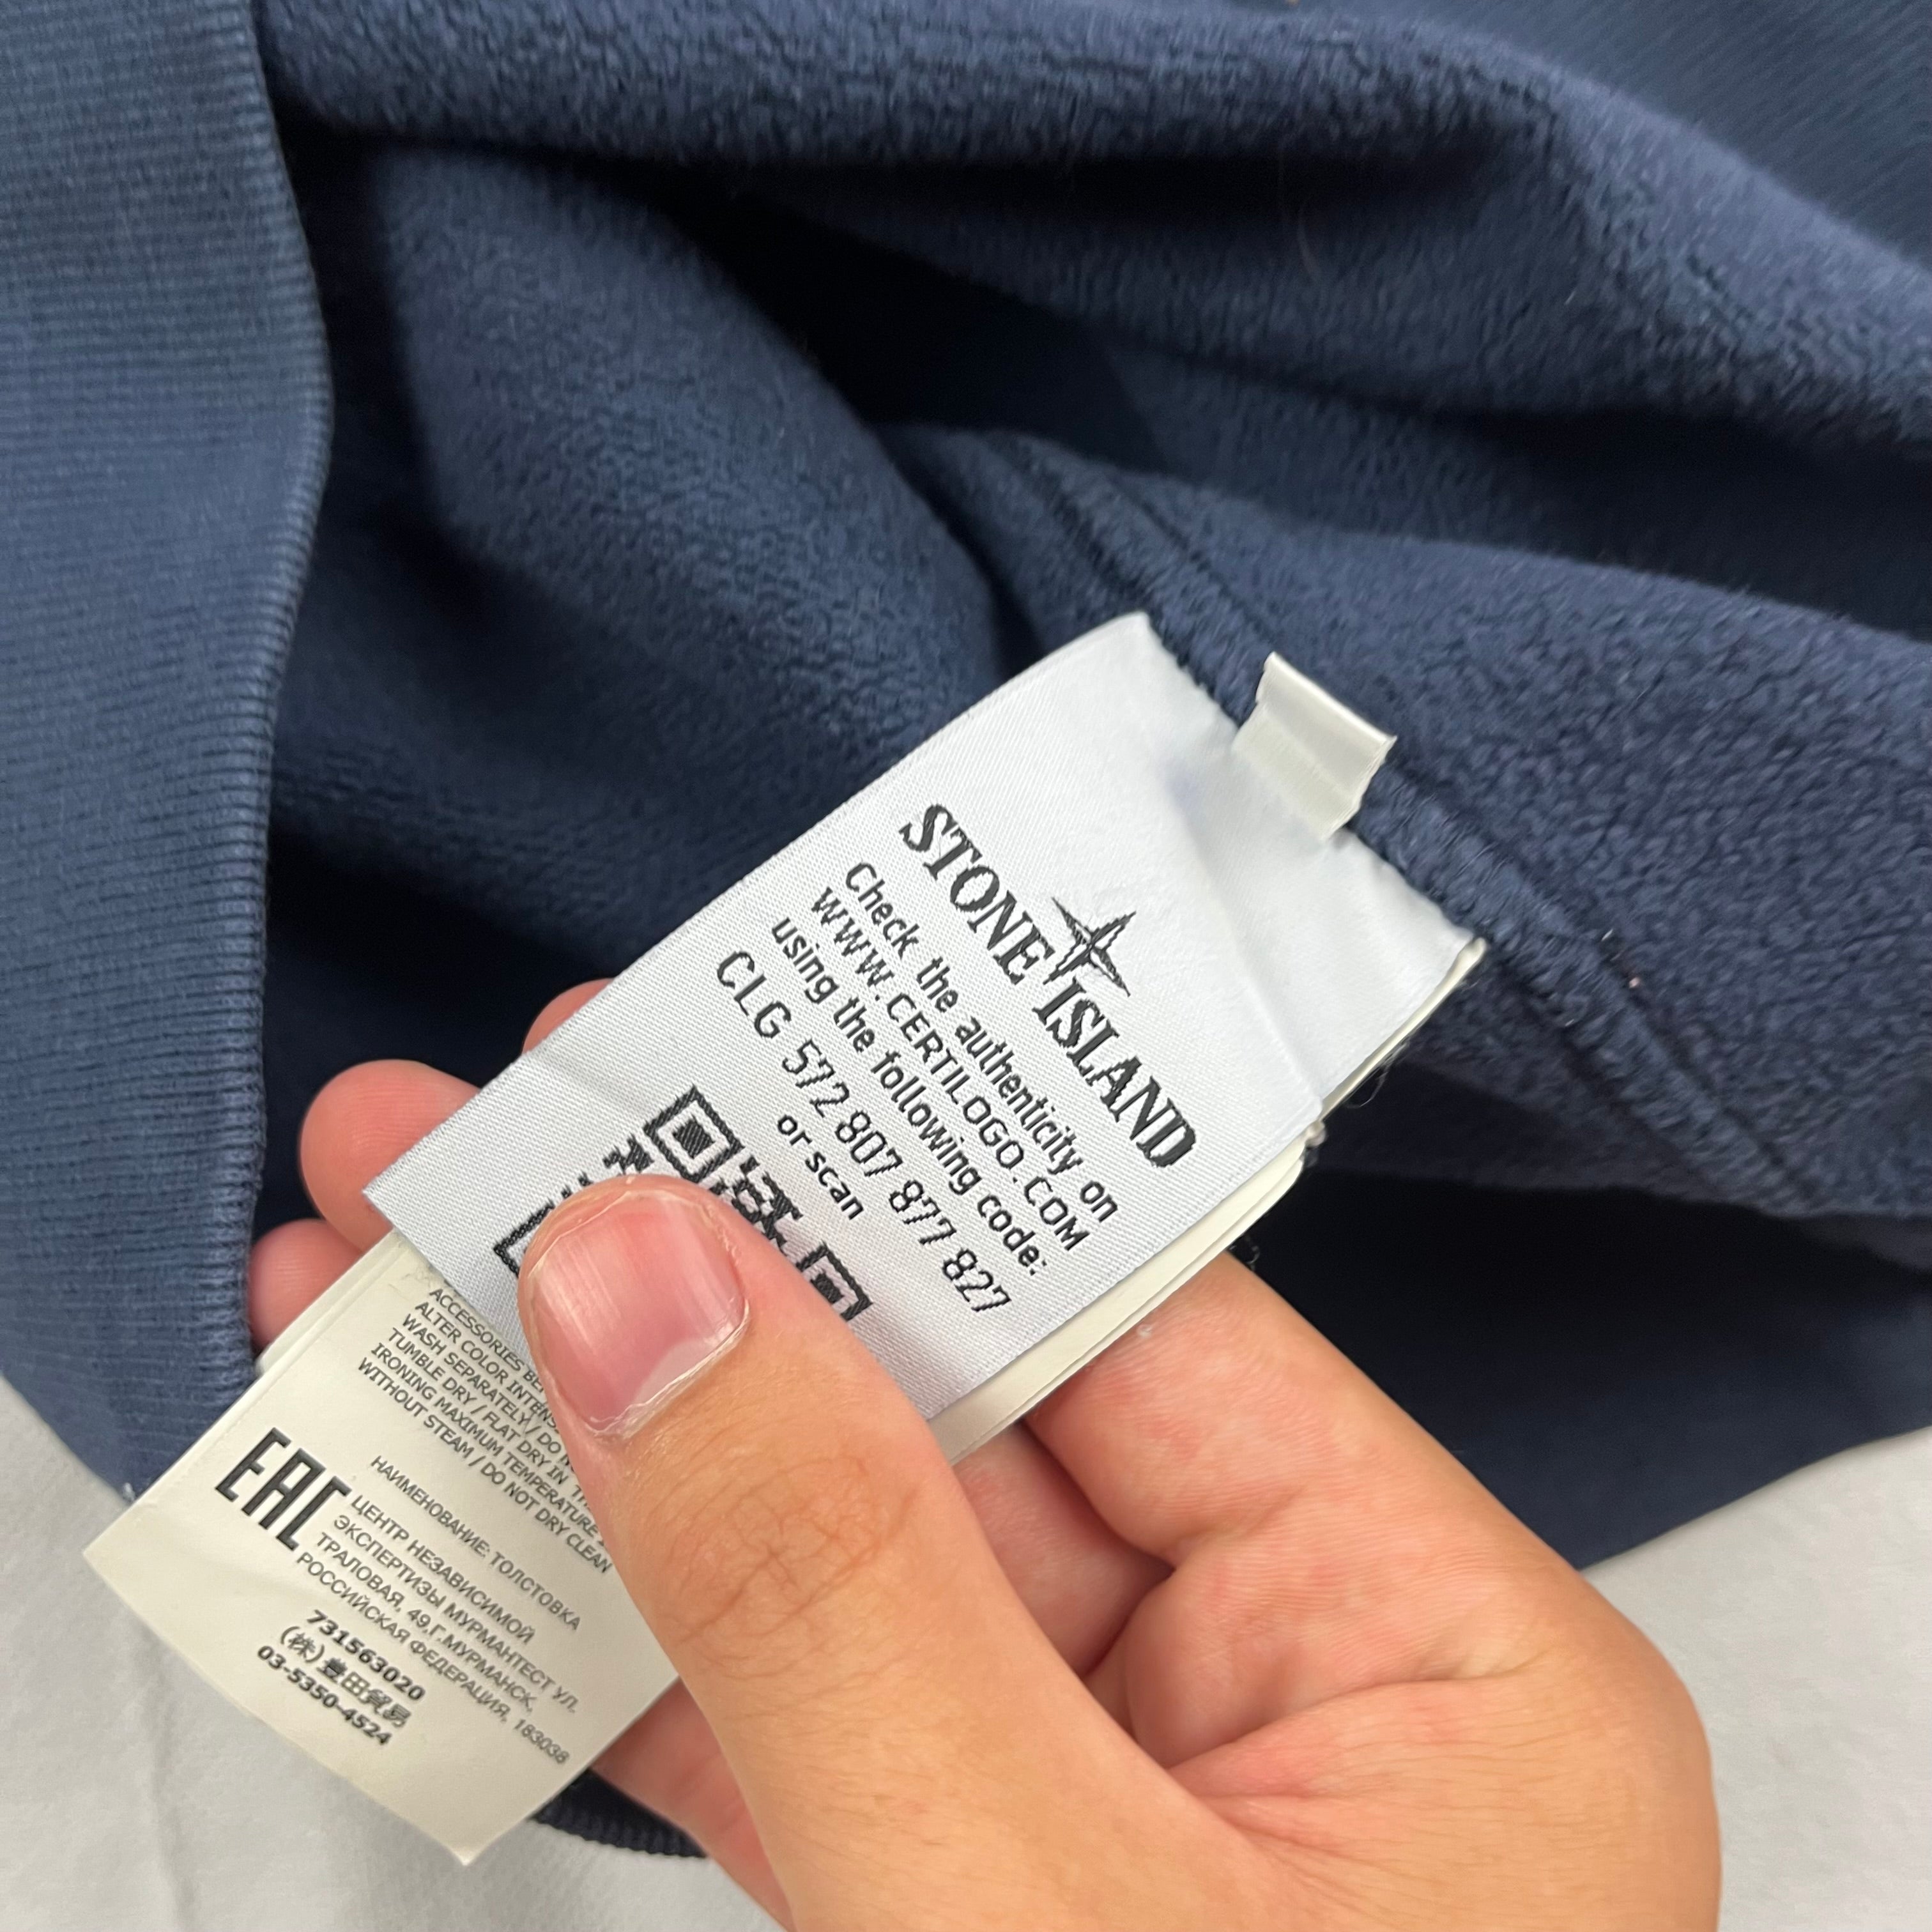 STONE ISLAND
Check the authenticity on
WWW.CERTILOGO.COM
using the following code:
CLG 572 807 877 827
or scan
ACCESSORIES
ALTER COLOR
WASH SEPARATELY / DO
TUMBLE DRY / FLAT DRY IN
IRONING MAXIMUM TEMPERATURE
WITHOUT STEAM / DO NOT DRY CLEAN
EAC
НАИМЕНОВАНИЕ: ТОЛСТОВКА
ЦЕНТР НЕЗАВИСИМОЙ
ЭКСПЕРТИЗЫ МУРМАНТЕСТ УЛ.
ТРАЛОВАЯ, 49,Г.МУРМАНСК,
РОССИЙСКАЯ ФЕДЕРАЦИЯ, 183038
731563020
(株)豊田貿易
03-5350-4524